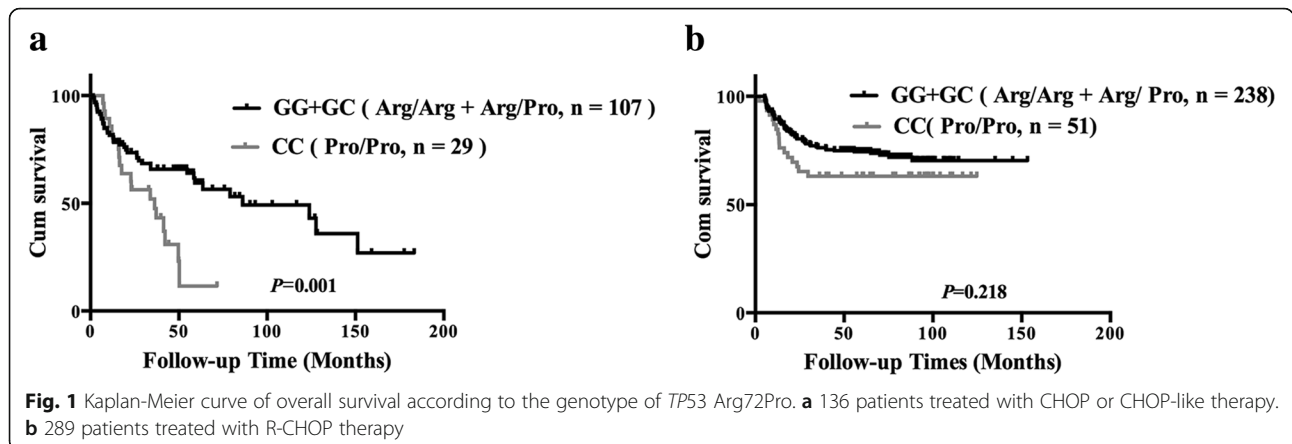 a
100
50
0
Cum survival
GG+GC ( Arg/Arg + Arg/Pro, n = 107 )
CC ( Pro/Pro, n = 29 )
P=0.001
0 50 100 150 200
Follow-up Time (Months)
b
100
50
0
Com survival
GG+GC ( Arg/Arg + Arg/ Pro, n = 238)
CC( Pro/Pro, n = 51)
P=0.218
0 50 100 150 200
Follow-up Times (Months)
Fig. 1 Kaplan-Meier curve of overall survival according to the genotype of TP53 Arg72Pro. a 136 patients treated with CHOP or CHOP-like therapy.
b 289 patients treated with R-CHOP therapy